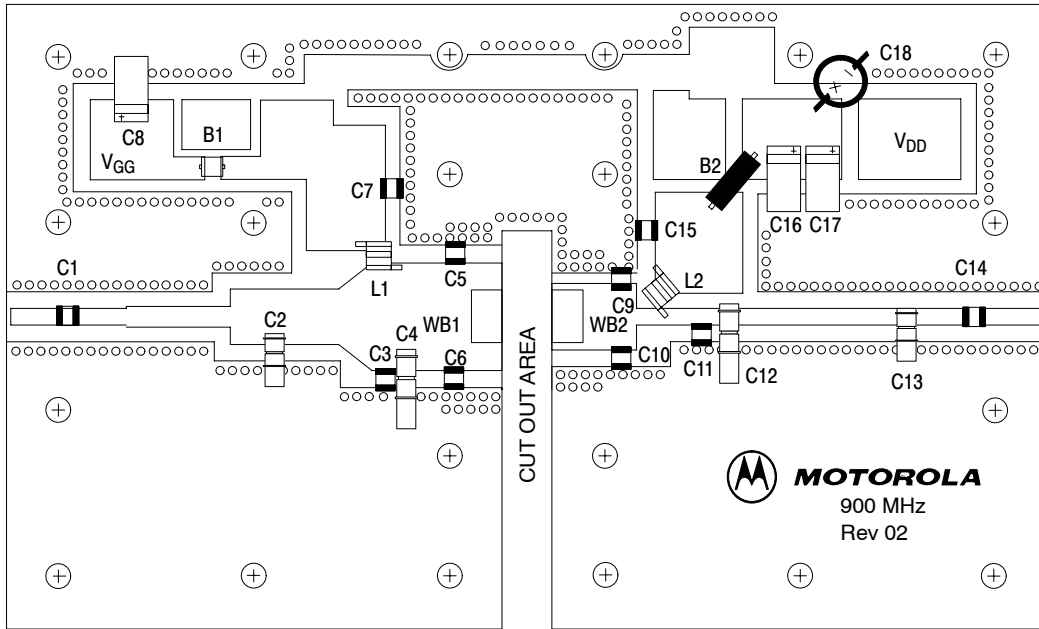 C18
C8
B1
VGG
VDD
B2
C7
C15
C16
C17
C1
C5
L1
C9
L2
C14
C2
C4
WB1
WB2
C3
C6
C10
C11
C12
C13
CUT OUT AREA
MOTOROLA
900 MHz
Rev 02